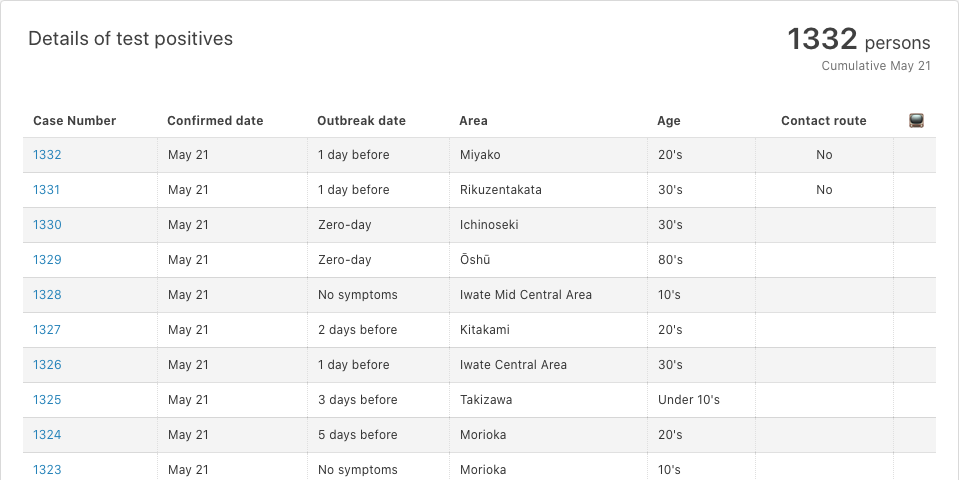 Details of test positives
1332 persons
Cumulative May 21
Case Number Confirmed date Outbreak date Area Age Contact route
1332 May 21 1 day before Miyako 20's No
1331 May 21 1 day before Rikuzentakata 30's No
1330 May 21 Zero-day Ichinoseki 30's
1329 May 21 Zero-day Ōshū 80's
1328 May 21 No symptoms Iwate Mid Central Area 10's
1327 May 21 2 days before Kitakami 20's
1326 May 21 1 day before Iwate Central Area 30's
1325 May 21 3 days before Takizawa Under 10's
1324 May 21 5 days before Morioka 20's
1323 May 21 No symptoms Morioka 10's